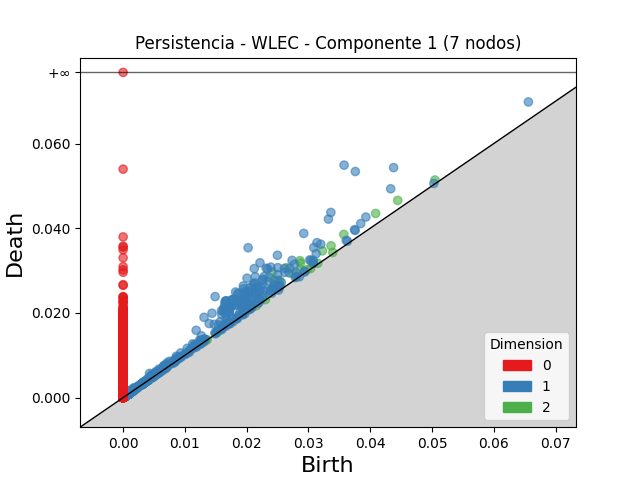 Persistencia - WLEC - Componente 1 (7 nodos)
+∞
0.060
0.040
0.020
0.000
Death
Dimension
0
1
2
0.00 0.01 0.02 0.03 0.04 0.05 0.06 0.07
Birth